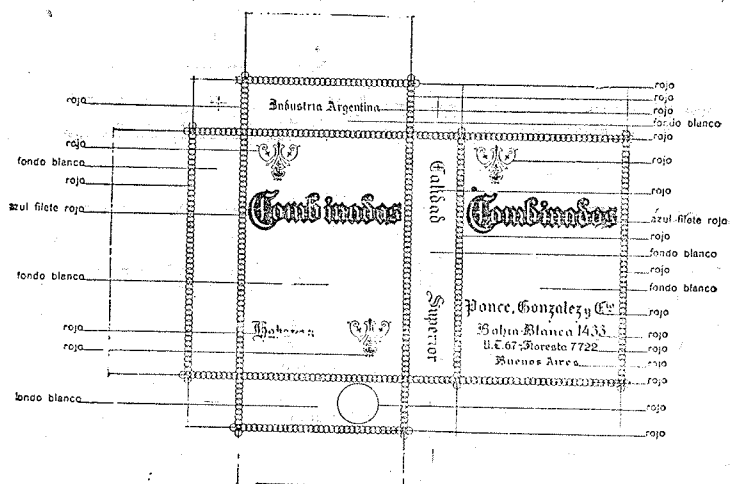 Industria Argentina
Combinados
Habanos
Calidad Superior
Combinados
Ponce, Gonzalez y Cía
Bahia Blanca 1433
U.T. 67-Floresta 7722
Buenos Aires
rojo
rojo
fondo blanco
rojo
azul filete rojo
fondo blanco
rojo
rojo
fondo blanco
rojo
rojo
rojo
fondo blanco
rojo
rojo
rojo
azul filete rojo
rojo
fondo blanco
rojo
fondo blanco
rojo
rojo
rojo
rojo
rojo
rojo
rojo